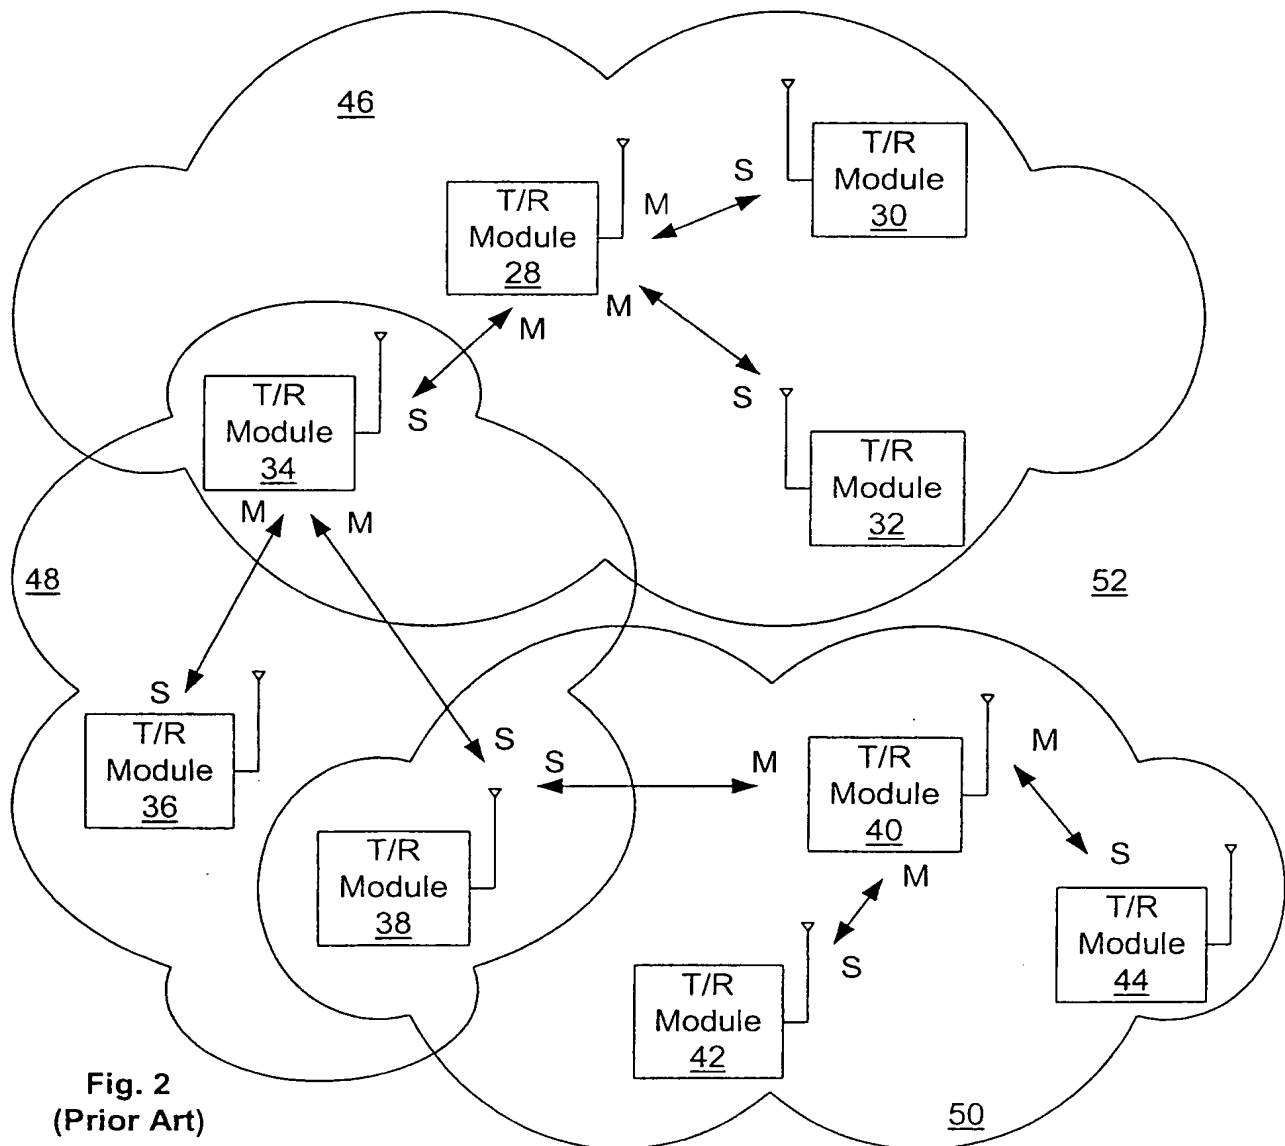 46
T/R
Module
30
S
T/R
Module
28
M
M
M
S
T/R
Module
34
S
T/R
Module
32
M
M
48
52
S
T/R
Module
36
S
S
M
T/R
Module
40
M
T/R
Module
38
M
S
S
T/R
Module
44
T/R
Module
42
Fig. 2
(Prior Art)
50